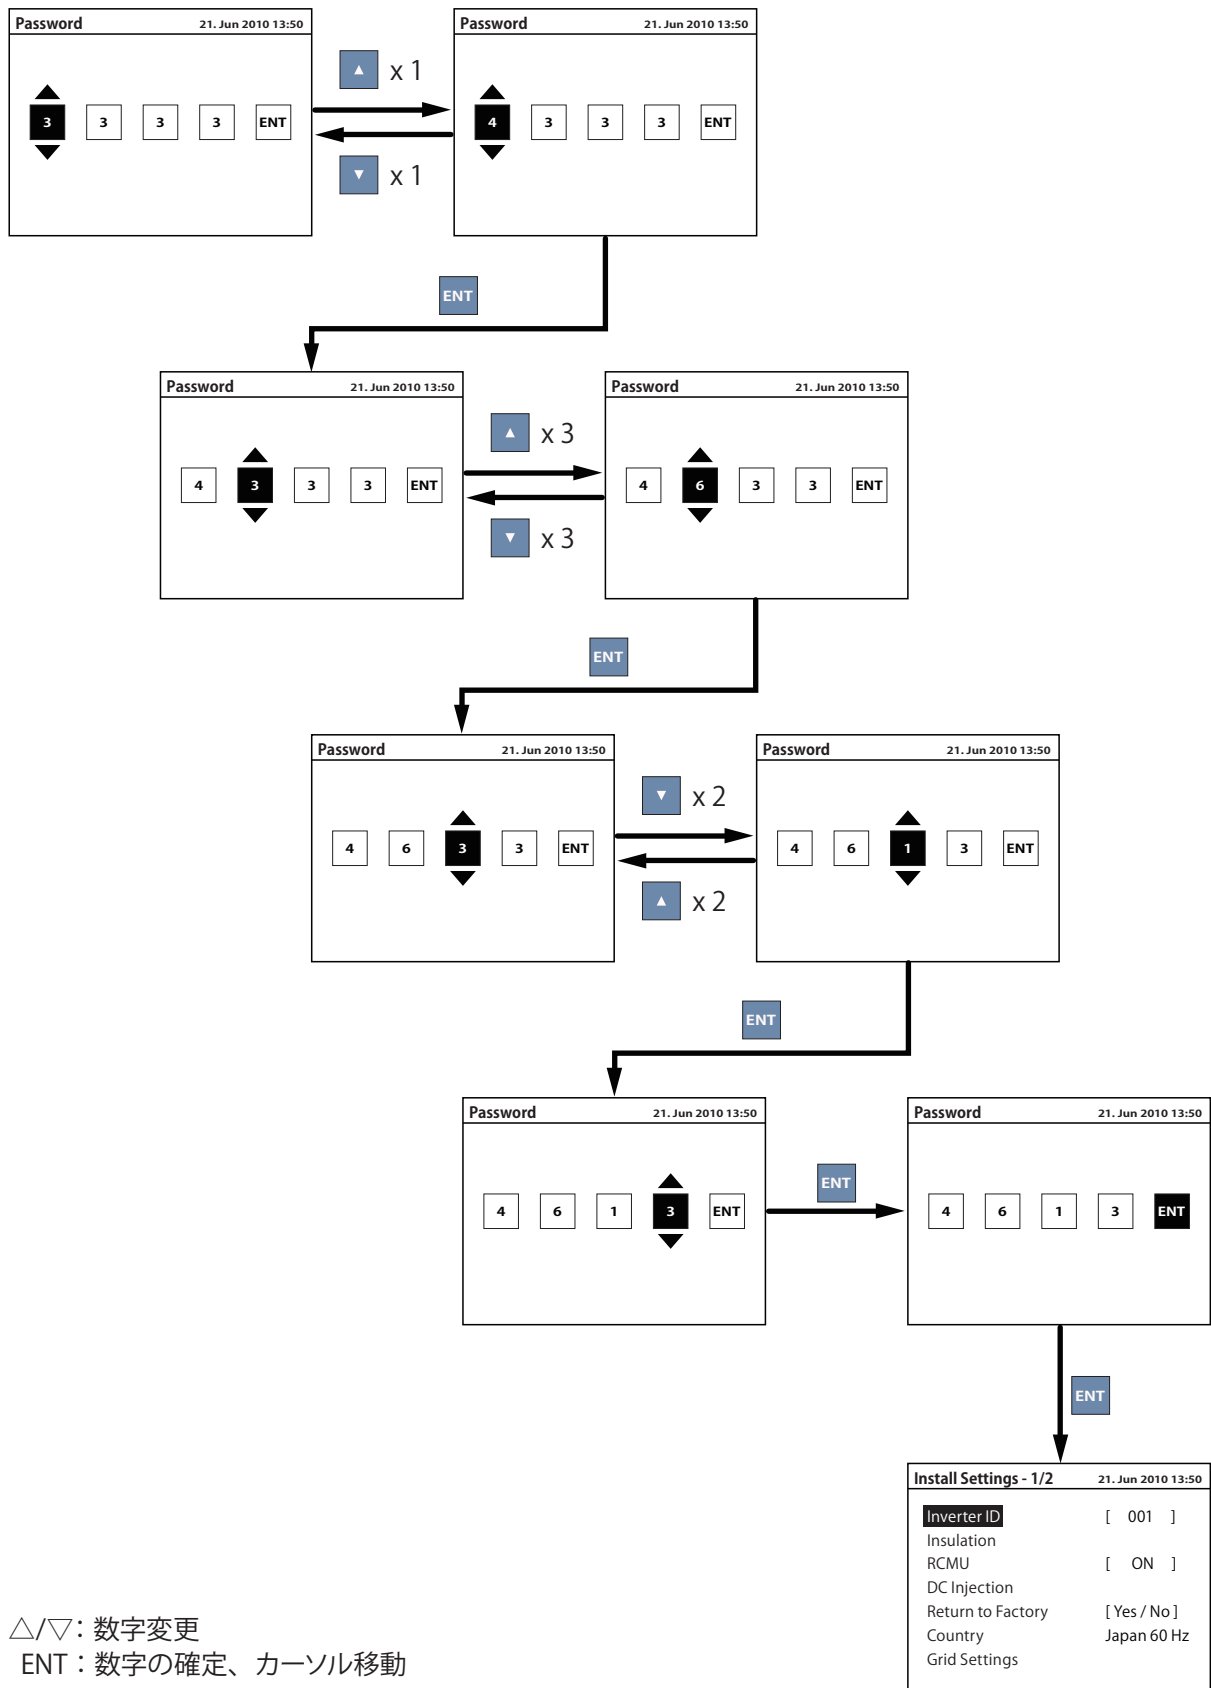 Password 21. Jun 2010 13:50
3 3 3 3 ENT
▲ x 1
▼ x 1
Password 21. Jun 2010 13:50
4 3 3 3 ENT
ENT
Password 21. Jun 2010 13:50
4 3 3 3 ENT
▲ x 3
▼ x 3
Password 21. Jun 2010 13:50
4 6 3 3 ENT
ENT
Password 21. Jun 2010 13:50
4 6 3 3 ENT
▼ x 2
▲ x 2
Password 21. Jun 2010 13:50
4 6 1 3 ENT
ENT
Password 21. Jun 2010 13:50
4 6 1 3 ENT
ENT
Password 21. Jun 2010 13:50
4 6 1 3 ENT
ENT
Install Settings - 1/2 21. Jun 2010 13:50
Inverter ID [ 001 ]
Insulation
RCMU [ ON ]
DC Injection
Return to Factory [ Yes / No ]
Country Japan 60 Hz
Grid Settings
△/▽：数字変更
ENT：数字の確定、カーソル移動